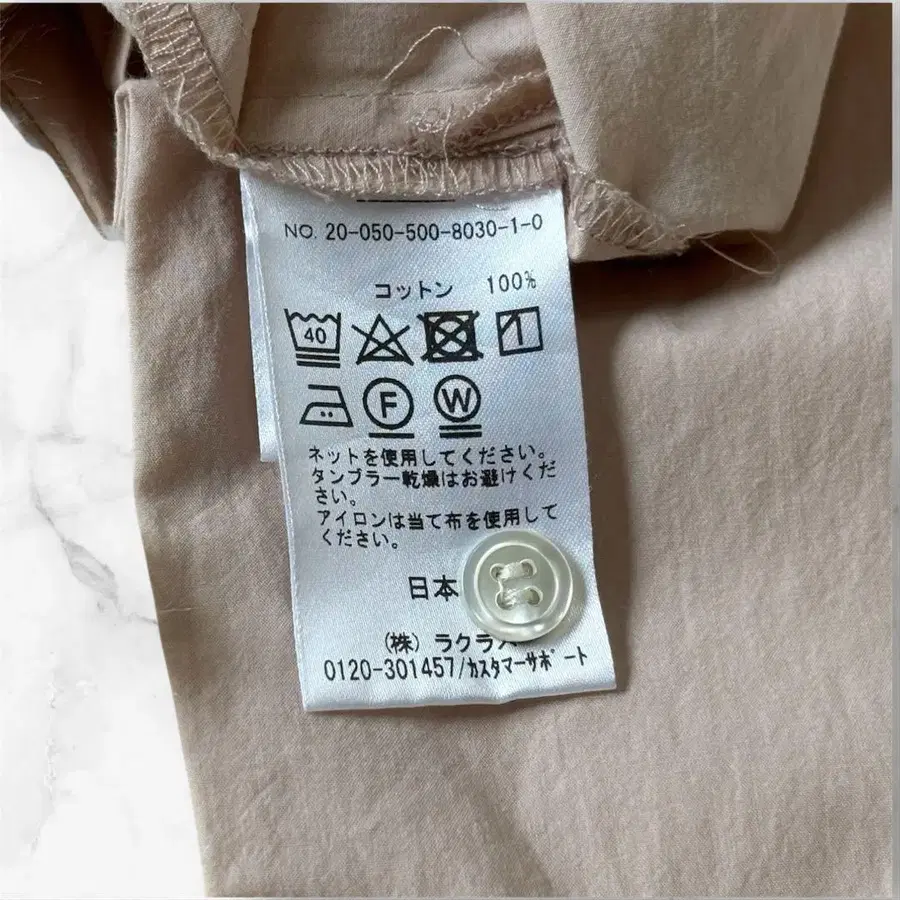 NO. 20-050-500-8030-1-0
コットン 100%
40
F
W
ネットを使用してください。
タンブラー乾燥はお避けくだ
さい。
アイロンは当て布を使用して
ください。
日本
(株) ラクラ
0120-301457/カスタマーサポート